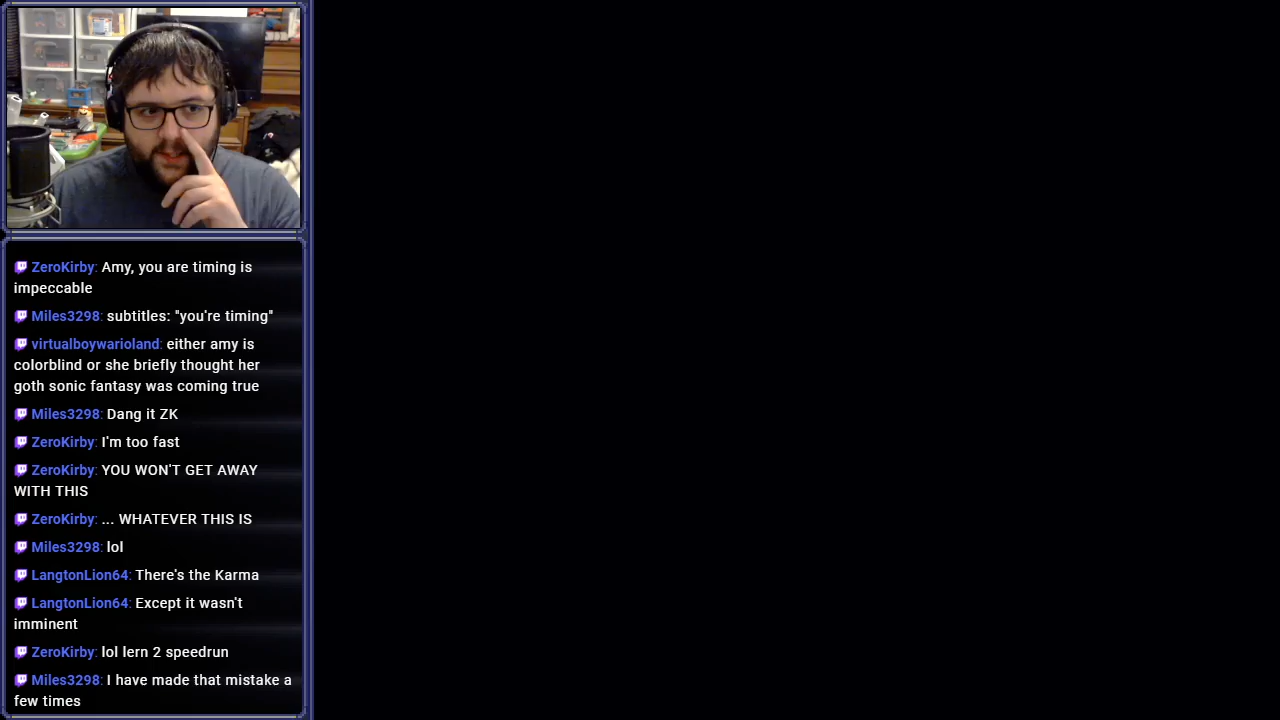 ZeroKirby: Amy, you are timing is
impeccable
Miles3298: subtitles: "you're timing"
virtualboywarioland: either amy is
colorblind or she briefly thought her
goth sonic fantasy was coming true
Miles3298: Dang it ZK
ZeroKirby: I'm too fast
ZeroKirby: YOU WON'T GET AWAY
WITH THIS
ZeroKirby: ... WHATEVER THIS IS
Miles3298: lol
LangtonLion64: There's the Karma
LangtonLion64: Except it wasn't
imminent
ZeroKirby: lol lern 2 speedrun
Miles3298: I have made that mistake a
few times